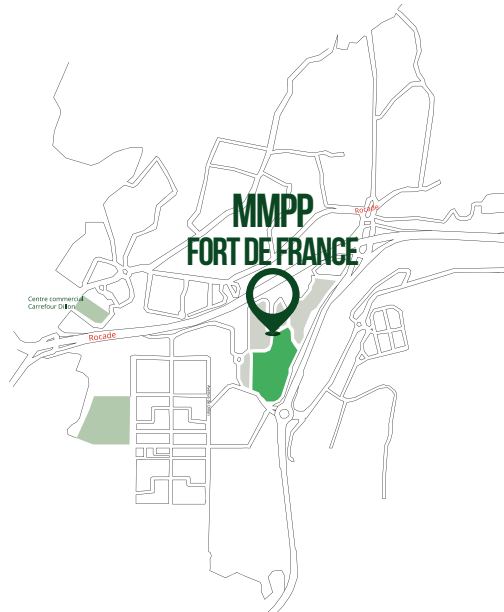 MMPP
FORT DE FRANCE
Rocade
Centre commercial
Carrefour Dillon
Rocade